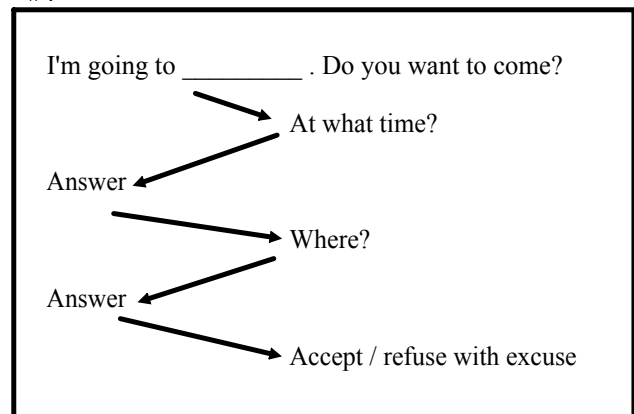 I'm going to _________ . Do you want to come?
At what time?
Answer
Where?
Answer
Accept / refuse with excuse